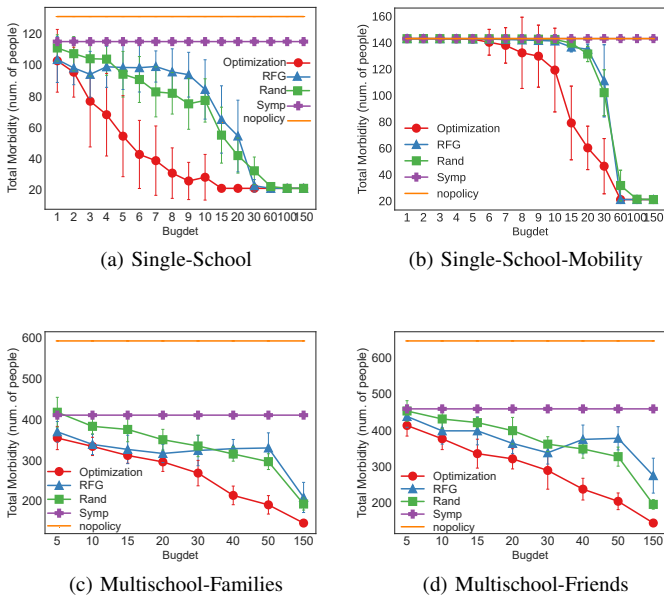 Total Morbidity (num. of people)
120
100
80
60
40
20
Optimization
RFG
Rand
Symp
nopolicy
1 2 3 4 5 6 7 8 9 10 15 20 30 60 100 150
Bugdet
(a) Single-School
Total Morbidity (num. of people)
160
140
120
100
80
60
40
20
Optimization
RFG
Rand
Symp
nopolicy
1 2 3 4 5 6 7 8 9 10 15 20 30 60 100 150
Bugdet
(b) Single-School-Mobility
Total Morbidity (num. of people)
600
500
400
300
200
Optimization
RFG
Rand
Symp
nopolicy
5 10 15 20 30 40 50 150
Bugdet
(c) Multischool-Families
Total Morbidity (num. of people)
600
500
400
300
200
Optimization
RFG
Rand
Symp
nopolicy
5 10 15 20 30 40 50 150
Bugdet
(d) Multischool-Friends